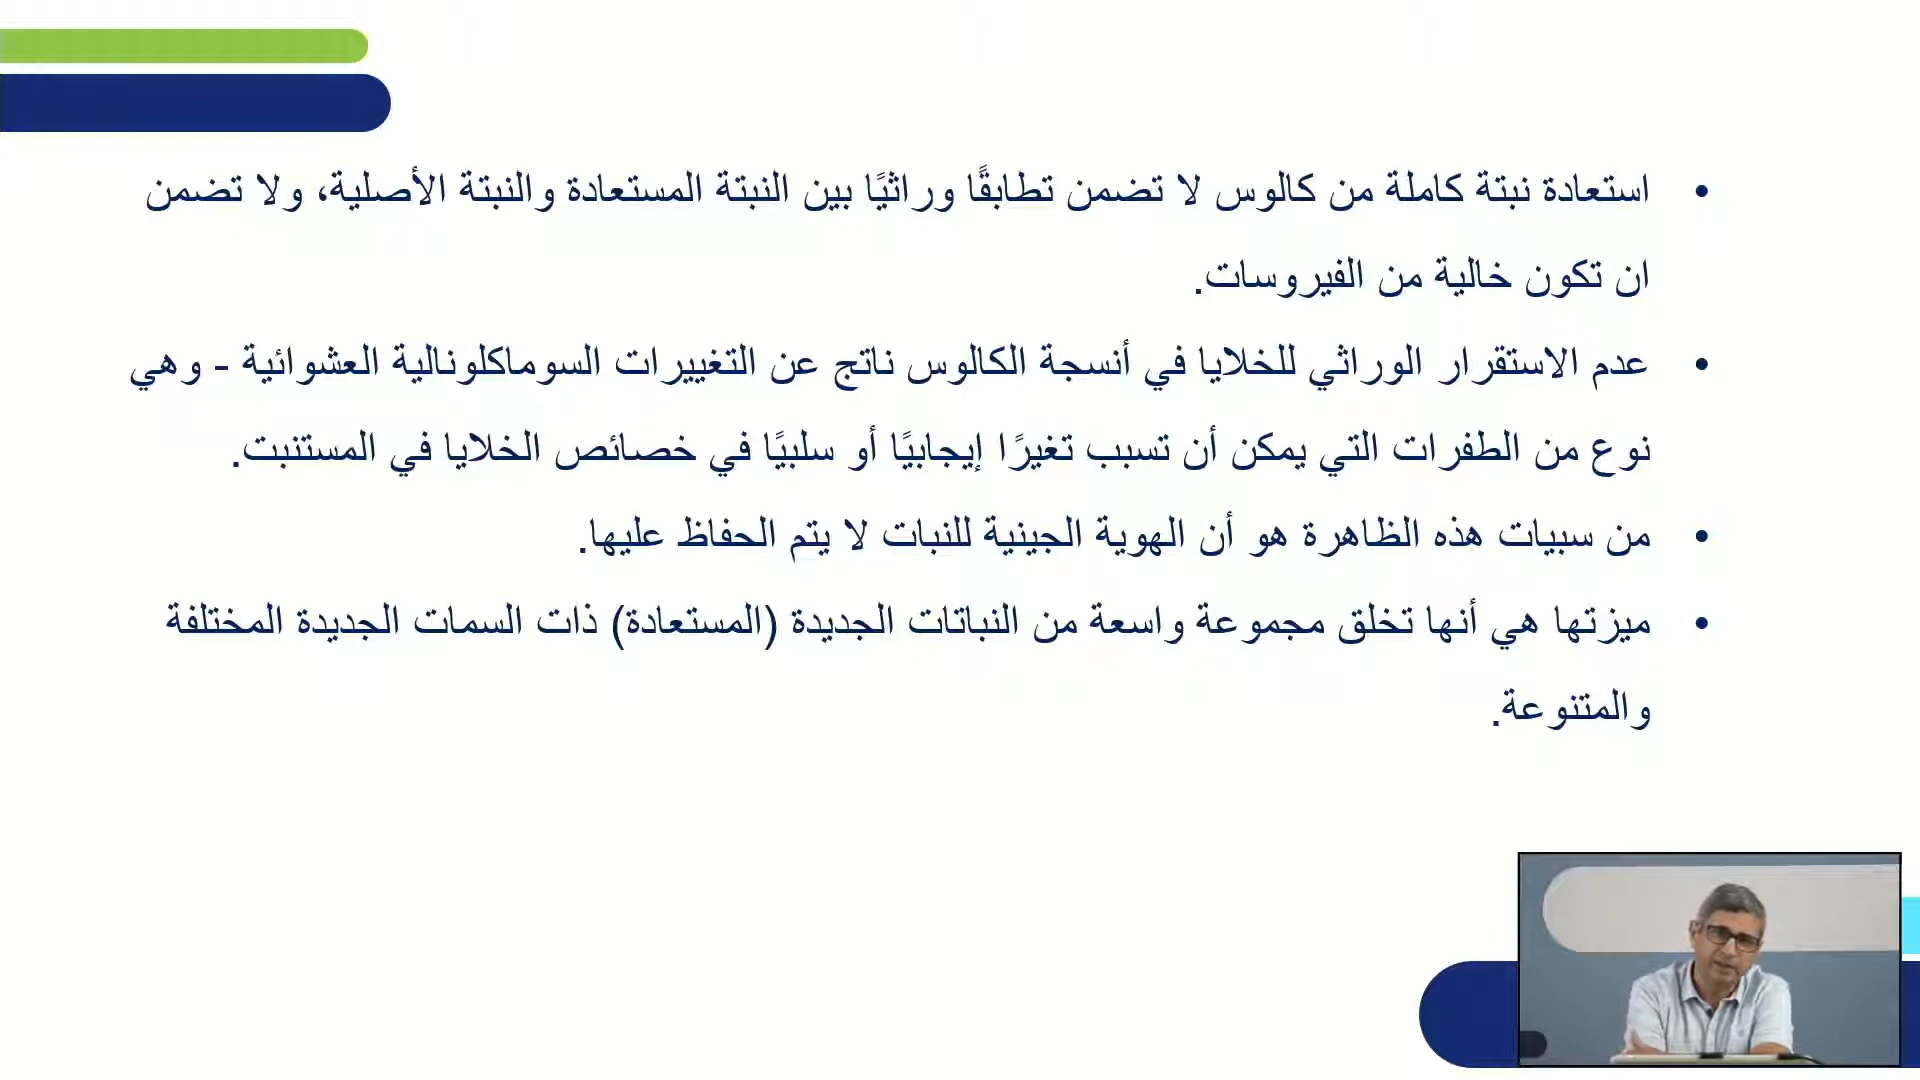 • استعادة نبتة كاملة من كالوس لا تضمن تطابقًا وراثيًا بين النبتة المستعادة والنبتة الأصلية، ولا تضمن
ان تكون خالية من الفيروسات.
• عدم الاستقرار الوراثي للخلايا في أنسجة الكالوس ناتج عن التغييرات السوماكلونالية العشوائية - وهي
نوع من الطفرات التي يمكن أن تسبب تغيرًا إيجابيًا أو سلبيًا في خصائص الخلايا في المستنبت.
• من سبيات هذه الظاهرة هو أن الهوية الجينية للنبات لا يتم الحفاظ عليها.
• ميزتها هي أنها تخلق مجموعة واسعة من النباتات الجديدة (المستعادة) ذات السمات الجديدة المختلفة
والمتنوعة.